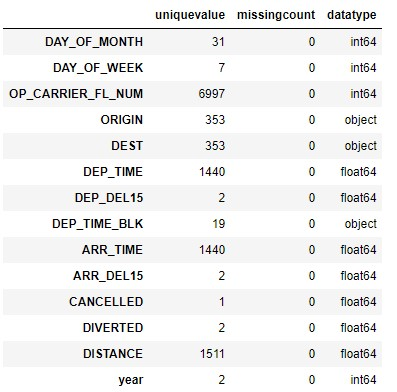 uniquevalue missingcount datatype
DAY_OF_MONTH 31 0 int64
DAY_OF_WEEK 7 0 int64
OP_CARRIER_FL_NUM 6997 0 int64
ORIGIN 353 0 object
DEST 353 0 object
DEP_TIME 1440 0 float64
DEP_DEL15 2 0 float64
DEP_TIME_BLK 19 0 object
ARR_TIME 1440 0 float64
ARR_DEL15 2 0 float64
CANCELLED 1 0 float64
DIVERTED 2 0 float64
DISTANCE 1511 0 float64
year 2 0 int64